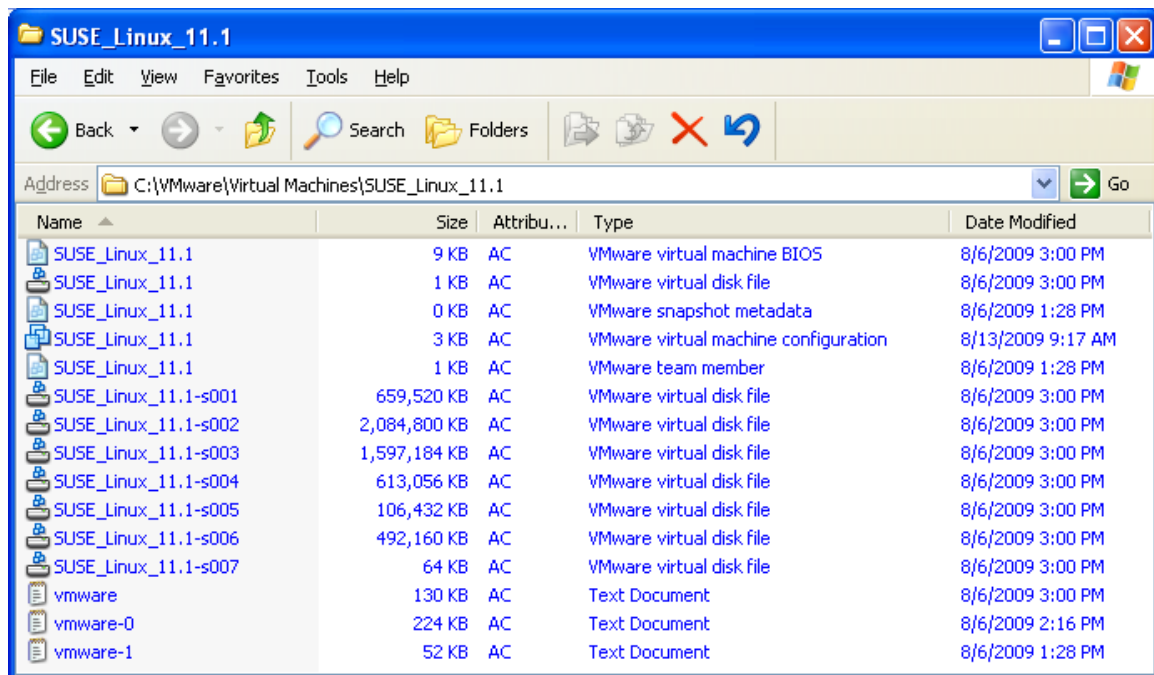 SUSE_Linux_11.1
File Edit View Favorites Tools Help
Back Search Folders
Address C:\VMware\Virtual Machines\SUSE_Linux_11.1 Go
Name Size Attribu... Type Date Modified
SUSE_Linux_11.1 9 KB AC VMware virtual machine BIOS 8/6/2009 3:00 PM
SUSE_Linux_11.1 1 KB AC VMware virtual disk file 8/6/2009 3:00 PM
SUSE_Linux_11.1 0 KB AC VMware snapshot metadata 8/6/2009 1:28 PM
SUSE_Linux_11.1 3 KB AC VMware virtual machine configuration 8/13/2009 9:17 AM
SUSE_Linux_11.1 1 KB AC VMware team member 8/6/2009 1:28 PM
SUSE_Linux_11.1-s001 659,520 KB AC VMware virtual disk file 8/6/2009 3:00 PM
SUSE_Linux_11.1-s002 2,084,800 KB AC VMware virtual disk file 8/6/2009 3:00 PM
SUSE_Linux_11.1-s003 1,597,184 KB AC VMware virtual disk file 8/6/2009 3:00 PM
SUSE_Linux_11.1-s004 613,056 KB AC VMware virtual disk file 8/6/2009 3:00 PM
SUSE_Linux_11.1-s005 106,432 KB AC VMware virtual disk file 8/6/2009 3:00 PM
SUSE_Linux_11.1-s006 492,160 KB AC VMware virtual disk file 8/6/2009 3:00 PM
SUSE_Linux_11.1-s007 64 KB AC VMware virtual disk file 8/6/2009 3:00 PM
vmware 130 KB AC Text Document 8/6/2009 3:00 PM
vmware-0 224 KB AC Text Document 8/6/2009 2:16 PM
vmware-1 52 KB AC Text Document 8/6/2009 1:28 PM